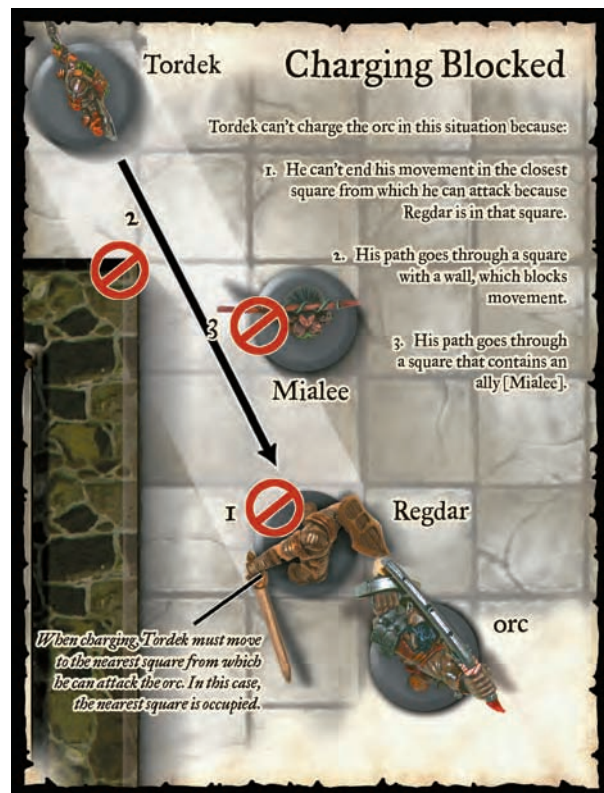 Tordek
Charging Blocked
Tordek can't charge the orc in this situation because:
1. He can't end his movement in the closest
square from which he can attack because
Regdar is in that square.
2
2. His path goes through a square
with a wall, which blocks
movement.
3
3. His path goes through
a square that contains an
ally [Mialee].
Mialee
1
Regdar
orc
When charging, Tordek must move
to the nearest square from which
he can attack the orc. In this case,
the nearest square is occupied.